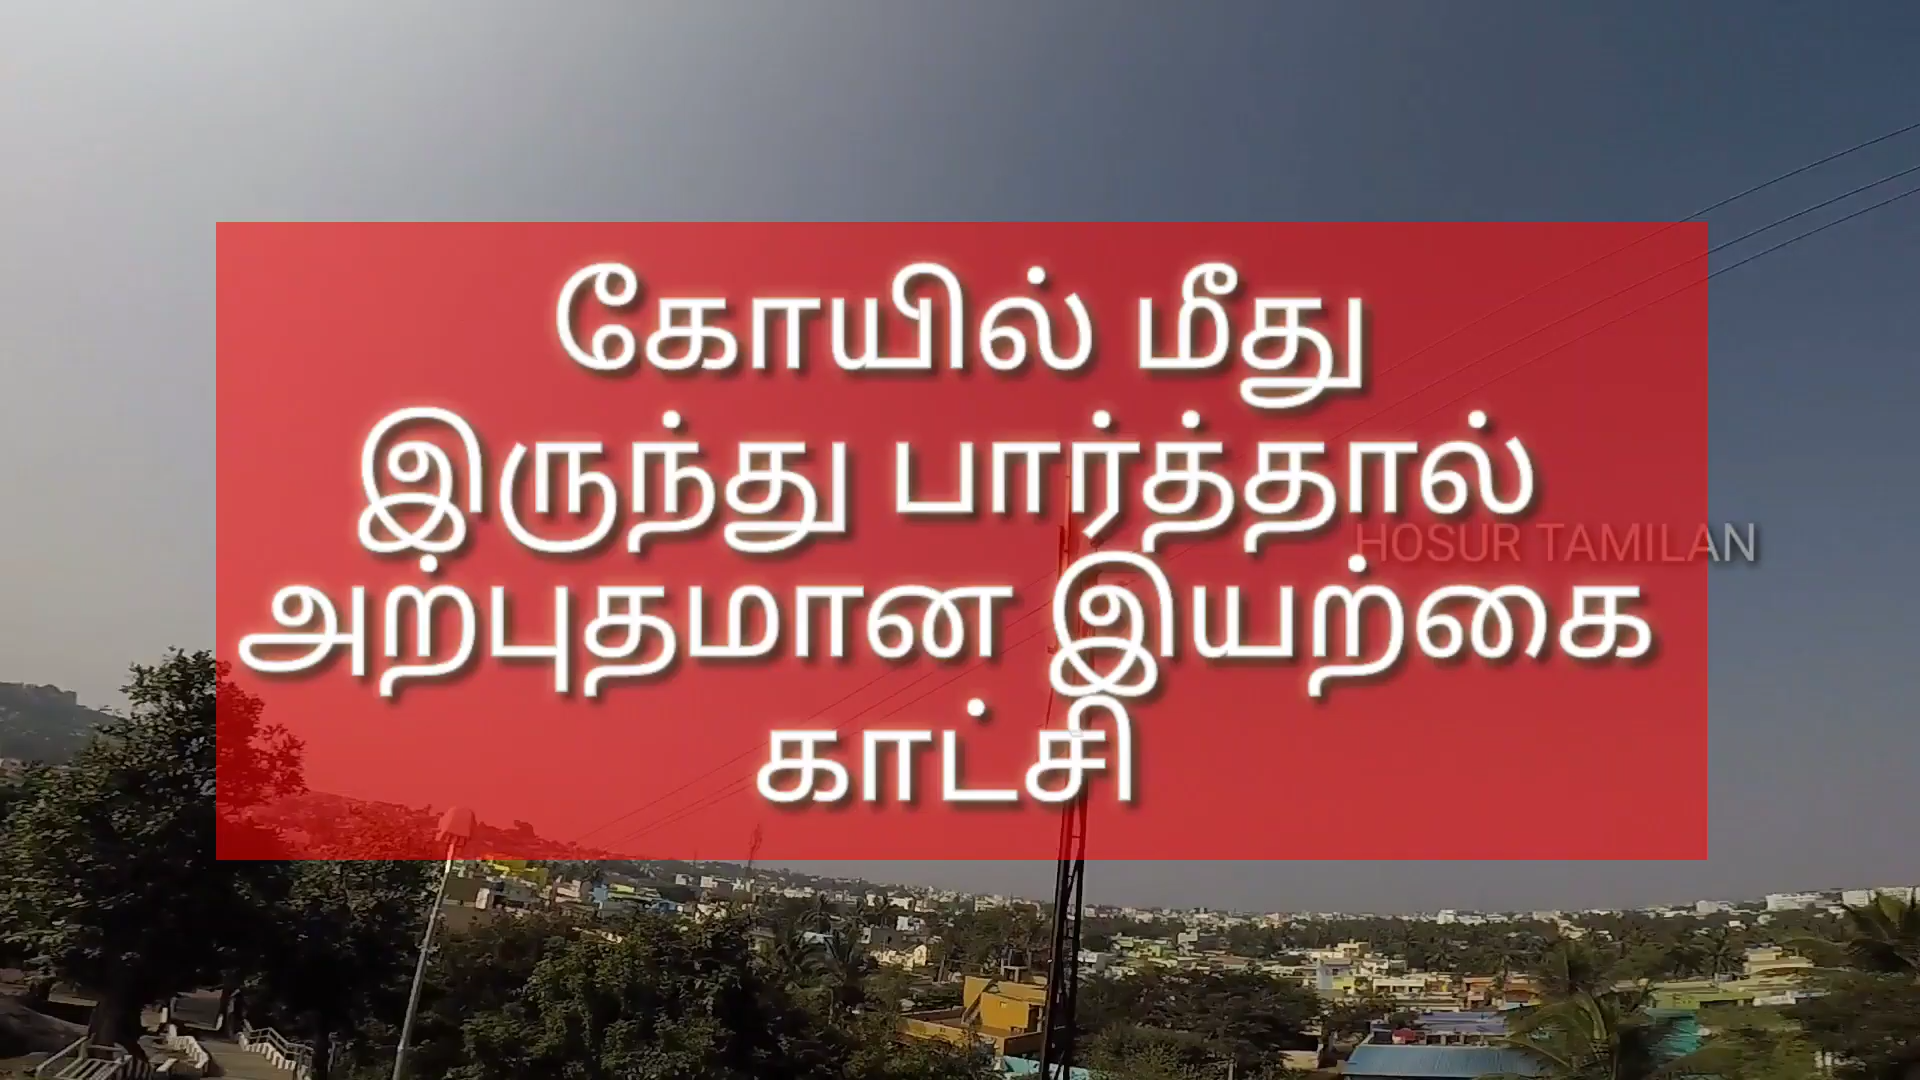 கோயில் மீது
இருந்து பார்த்தால்
HOSUR TAMILAN
அற்புதமான இயற்கை
காட்சி